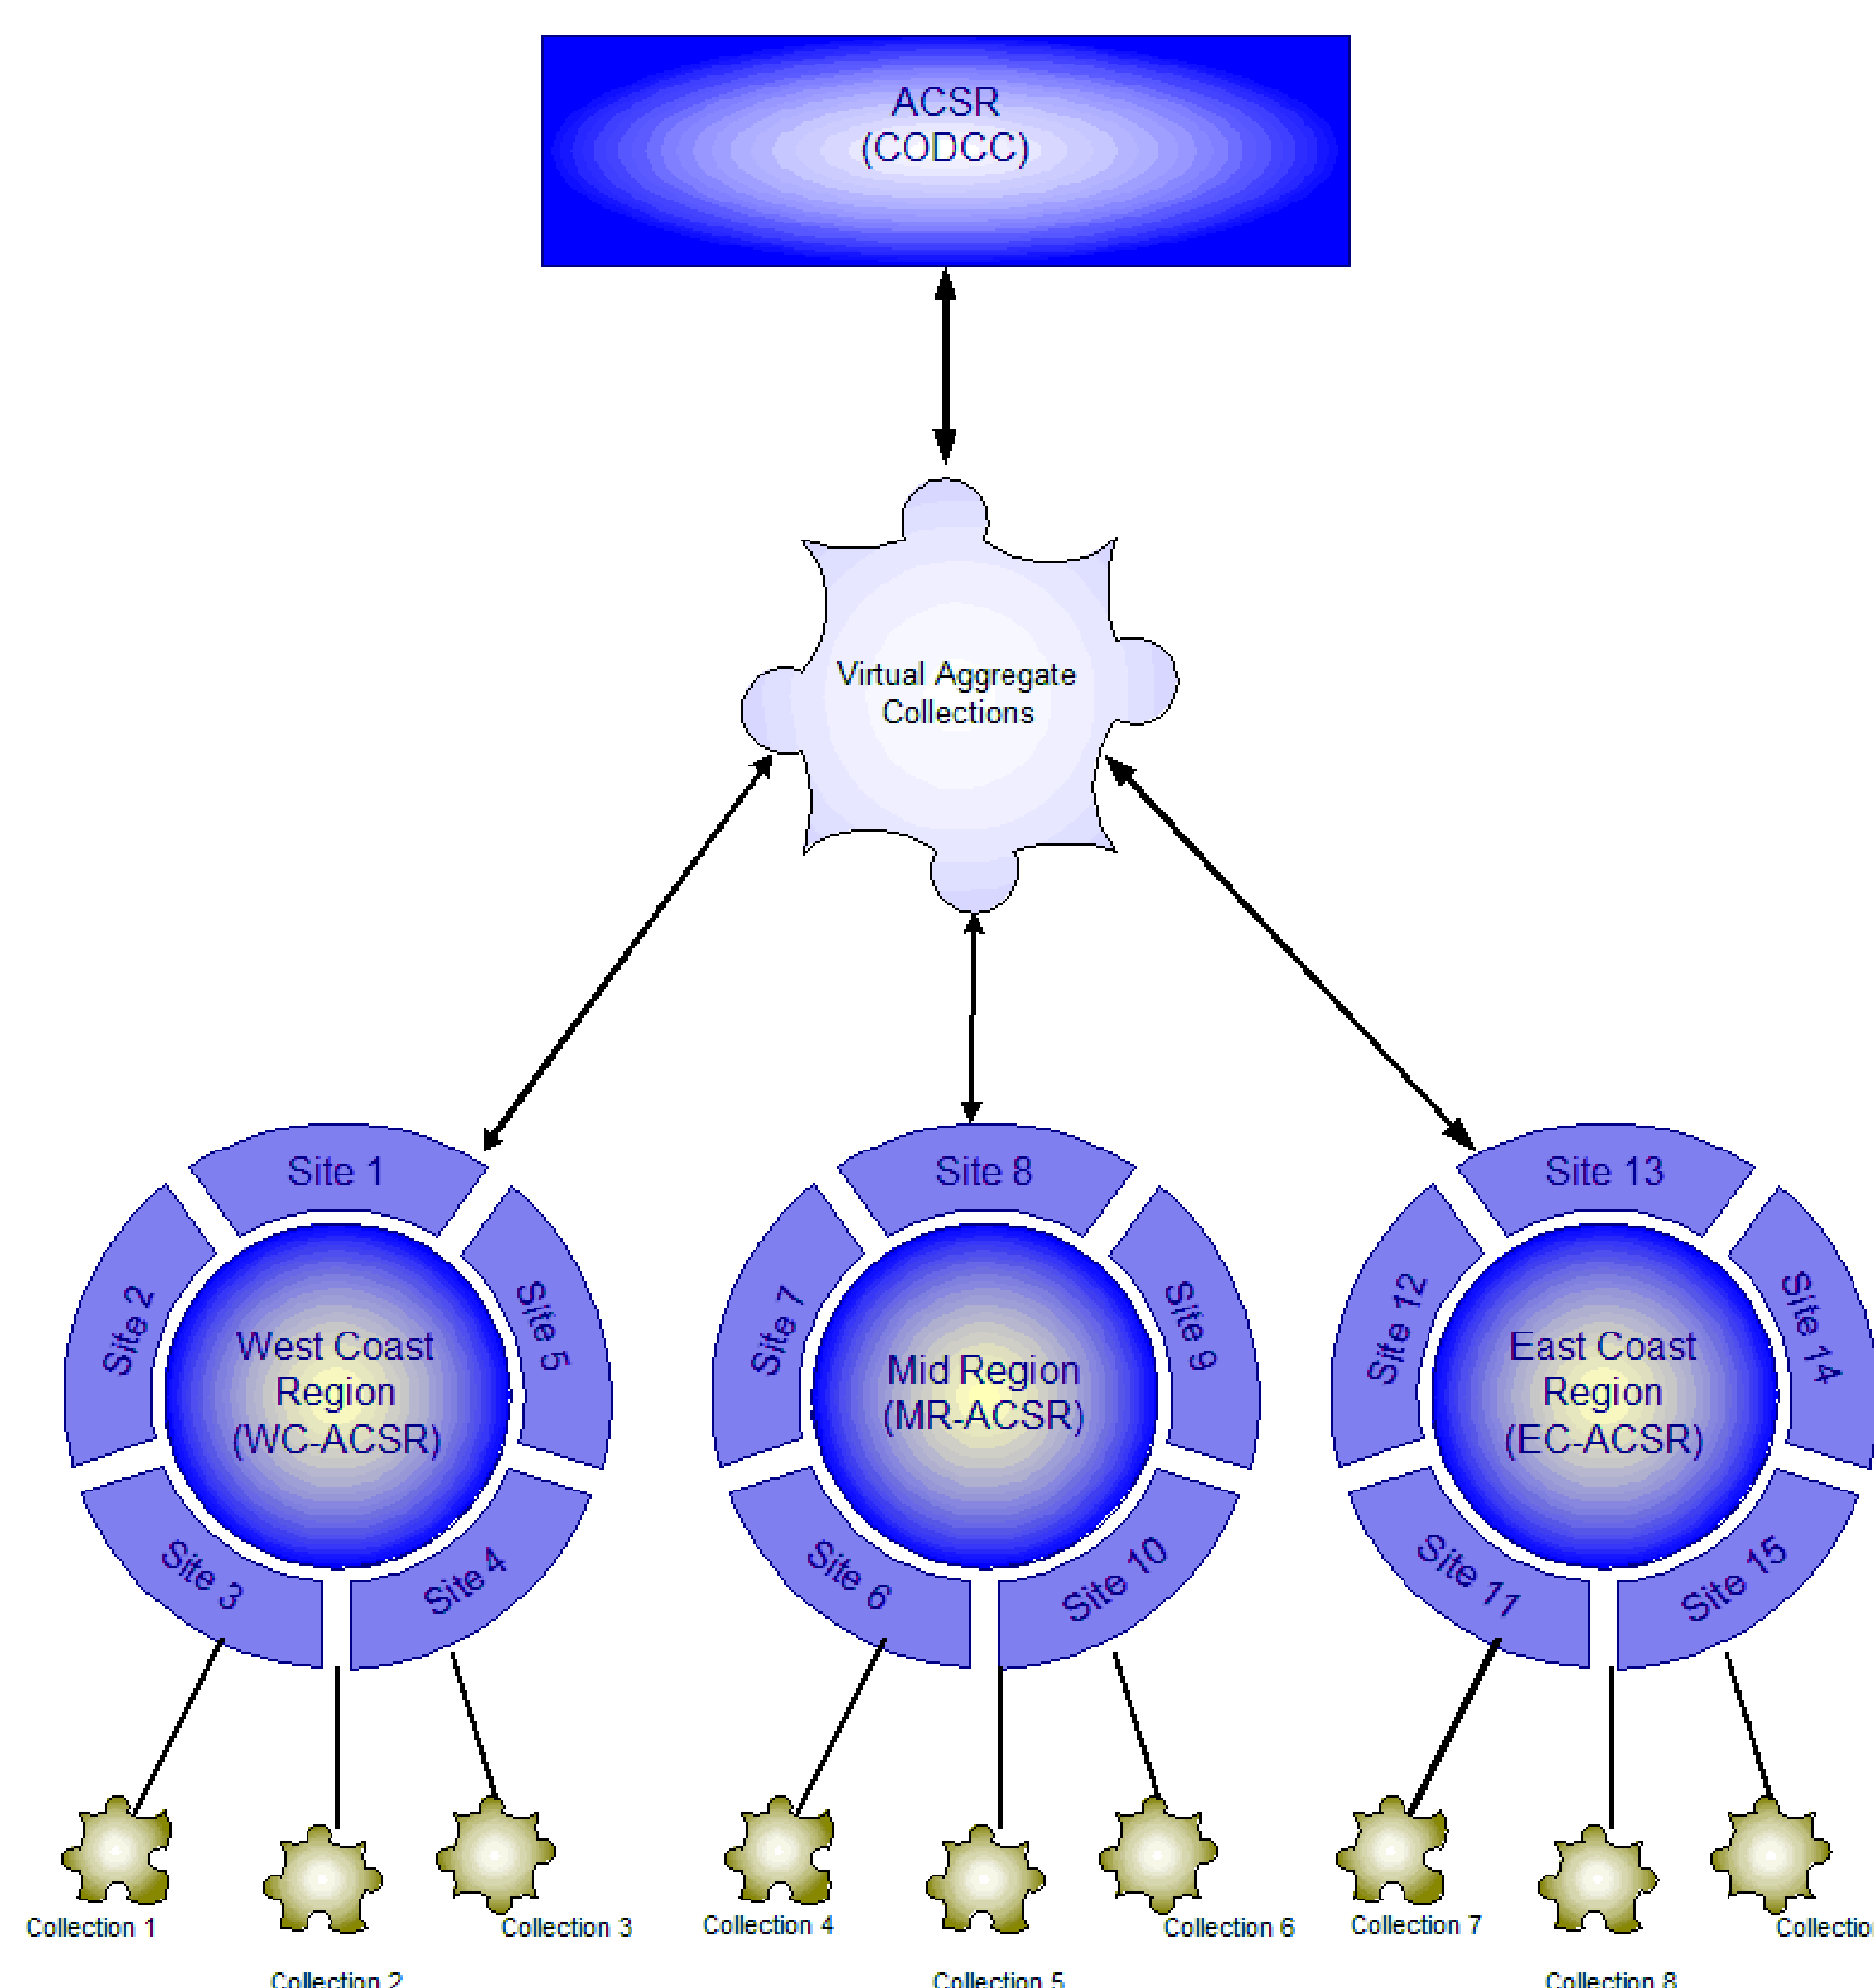 ACSR
(CODCC)
Virtual Aggregate
Collections
Site 1
Site 2
Site 5
West Coast
Region
(WC-ACSR)
Site 3
Site 4
Site 8
Site 7
Site 9
Mid Region
(MR-ACSR)
Site 6
Site 10
Site 13
Site 12
Site 14
East Coast
Region
(EC-ACSR)
Site 11
Site 15
Collection 1
Collection 2
Collection 3
Collection 4
Collection 5
Collection 6
Collection 7
Collection 8